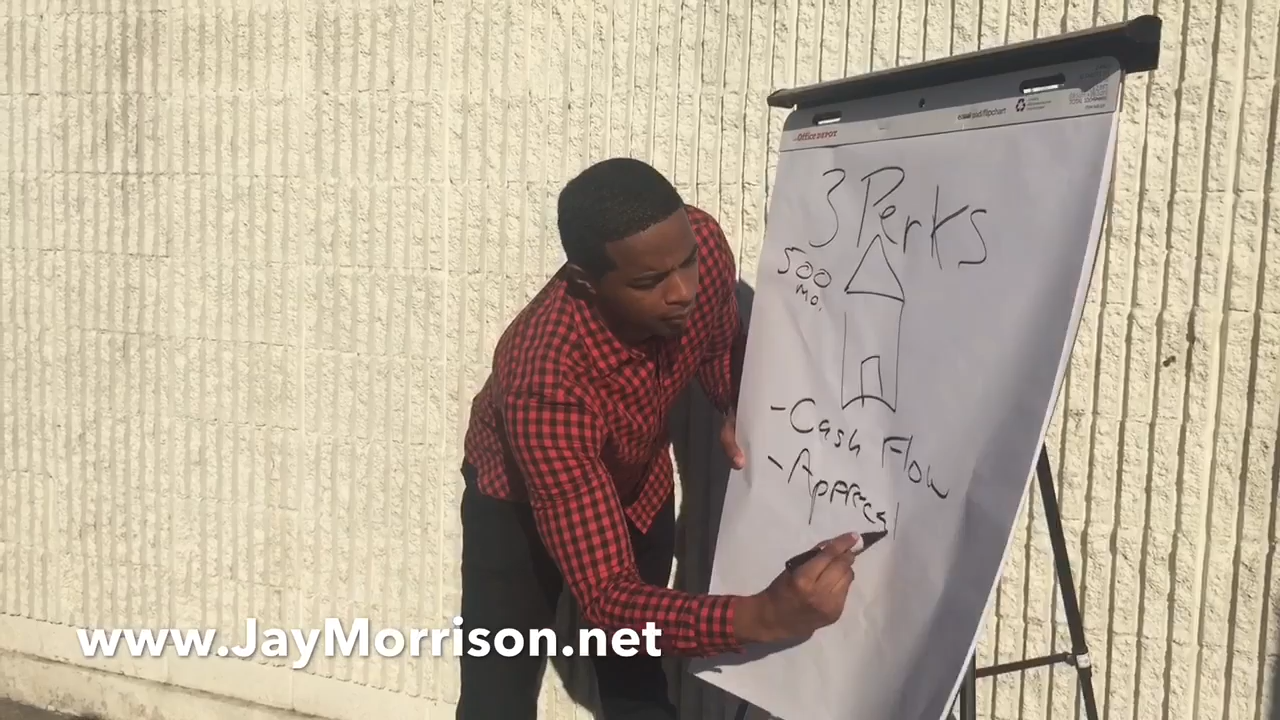 Office DEPOT
3 Perks
500
mo.
-Cash Flow
-Apprec
www.JayMorrison.net